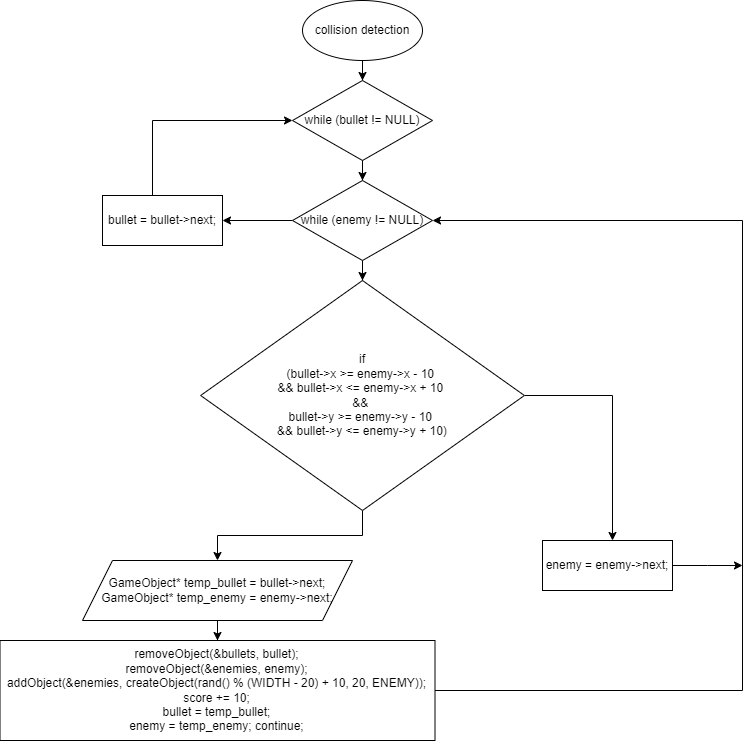 collision detection
while (bullet != NULL)
bullet = bullet->next;
while (enemy != NULL)
if
(bullet->x >= enemy->x - 10
&& bullet->x <= enemy->x + 10
&&
bullet->y >= enemy->y - 10
&& bullet->y <= enemy->y + 10)
enemy = enemy->next;
GameObject* temp_bullet = bullet->next;
GameObject* temp_enemy = enemy->next;
removeObject(&bullets, bullet);
removeObject(&enemies, enemy);
addObject(&enemies, createObject(rand() % (WIDTH - 20) + 10, 20, ENEMY));
score += 10;
bullet = temp_bullet;
enemy = temp_enemy; continue;